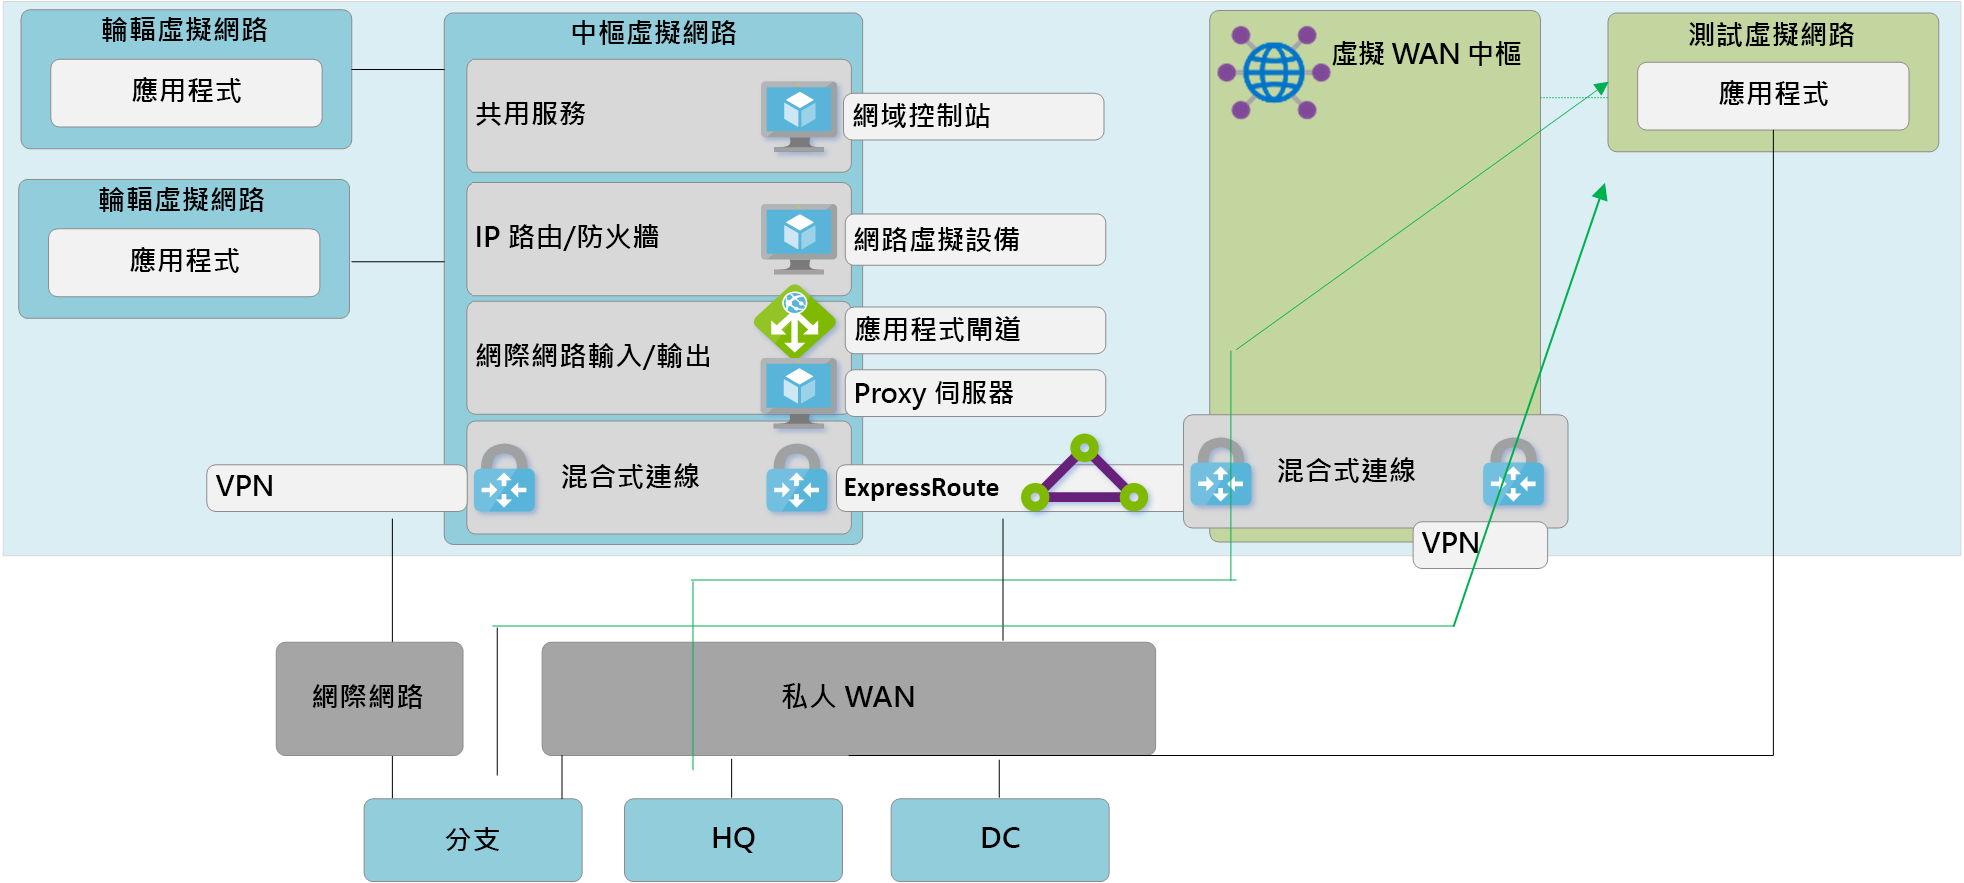 輪輻虛擬網路
應用程式
輪輻虛擬網路
應用程式
中樞虛擬網路
共用服務
網域控制站
IP 路由/防火牆
網路虛擬設備
網際網路輸入/輸出
應用程式閘道
Proxy 伺服器
VPN
混合式連線
ExpressRoute
虛擬 WAN 中樞
混合式連線
VPN
測試虛擬網路
應用程式
網際網路
私人 WAN
分支
HQ
DC